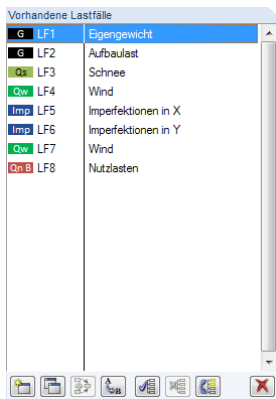 Vorhandene Lastfälle
G LF1 Eigengewicht
G LF2 Aufbaulast
Qs LF3 Schnee
Qw LF4 Wind
Imp LF5 Imperfektionen in X
Imp LF6 Imperfektionen in Y
Qw LF7 Wind
Qn B LF8 Nutzlasten
A B